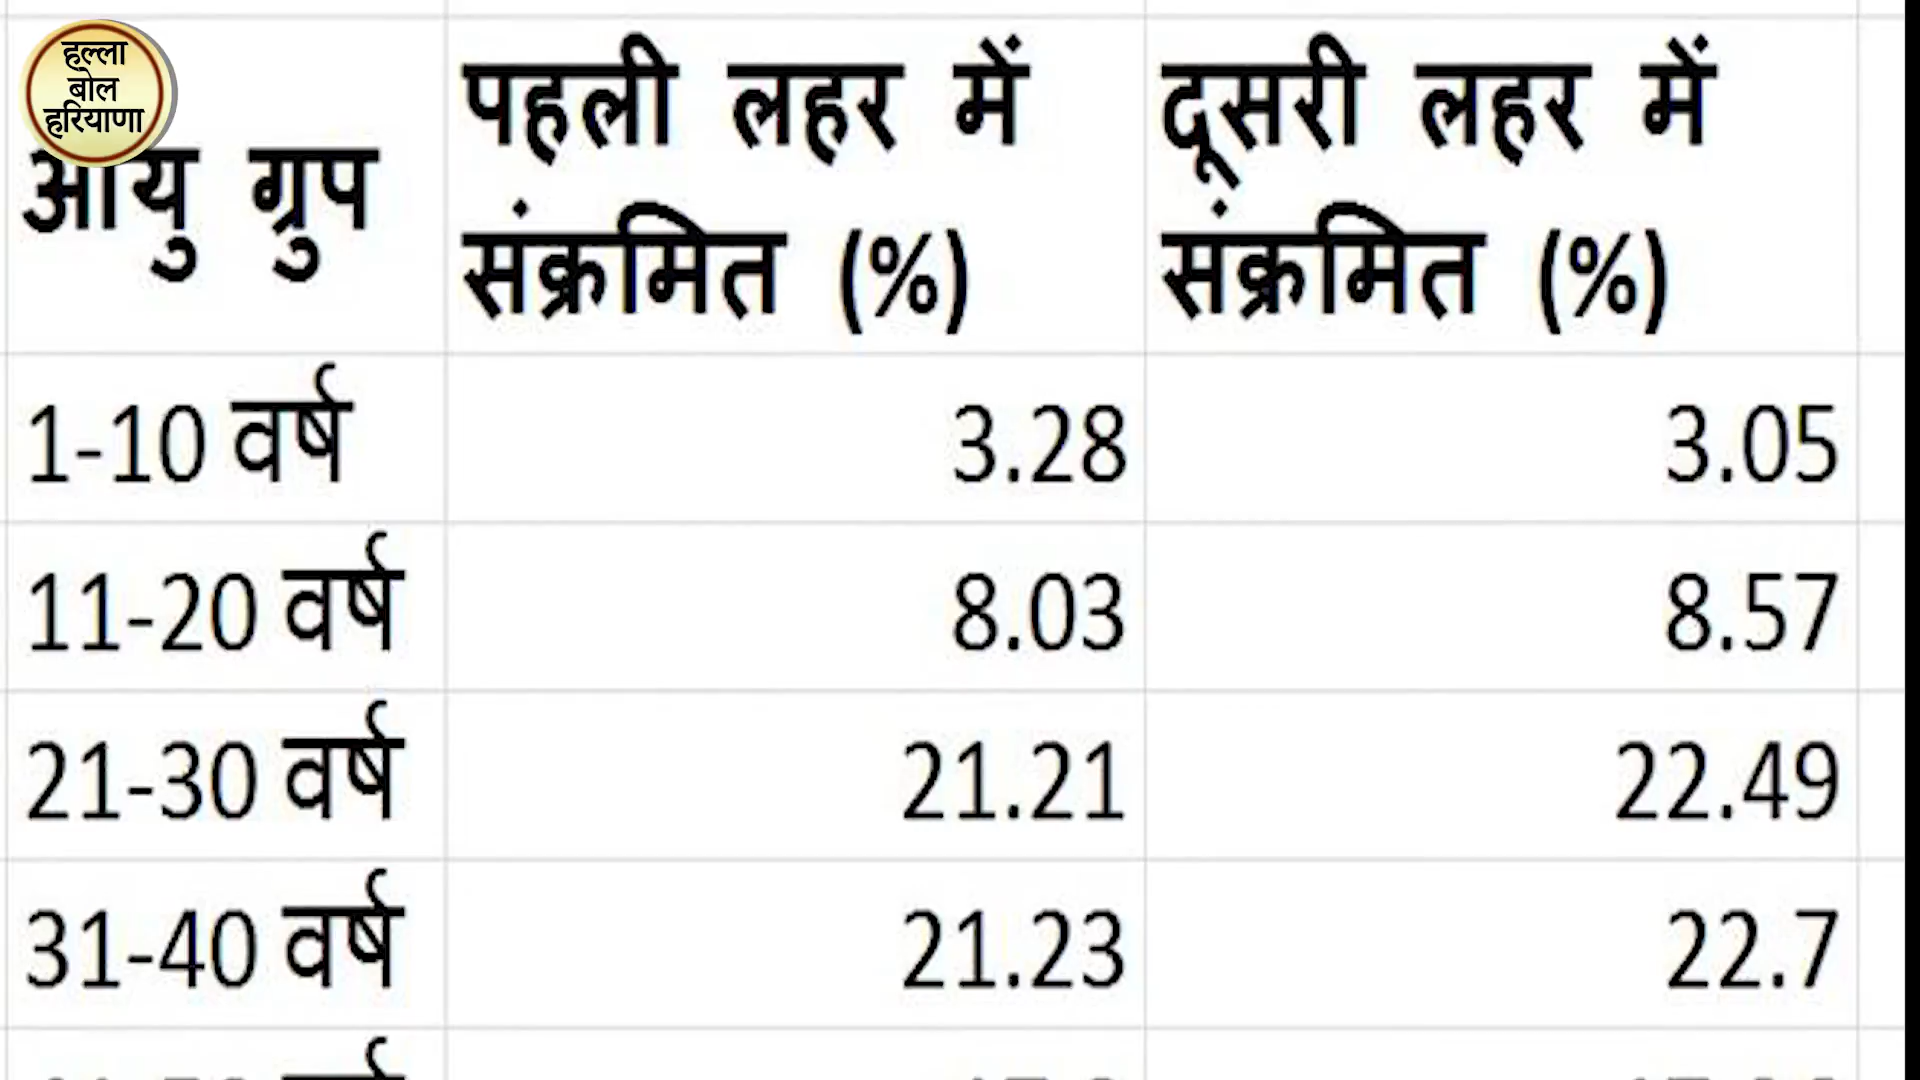 हल्ला
बोल
हरियाणा
आयु ग्रुप
पहली लहर में
संक्रमित (%)
दूसरी लहर में
संक्रमित (%)
1-10 वर्ष 3.28 3.05
11-20 वर्ष 8.03 8.57
21-30 वर्ष 21.21 22.49
31-40 वर्ष 21.23 22.7